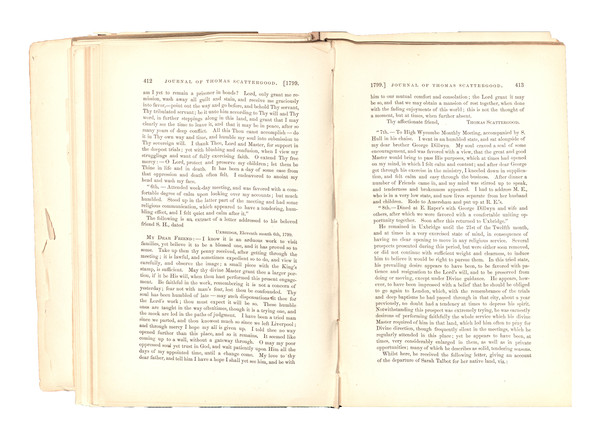 412 JOURNAL OF THOMAS SCATTERGOOD. [1799.
am I yet to remain a prisoner in bonds? Lord, only grant me re-
mission, wash away all guilt and stain, and receive me graciously
into favor,—point out the way and go before, and behold Thy servant,
Thy tribulated servant; be it unto him according to Thy will and Thy
word, in further steppings along in this land, and grant that I may
clearly see the time to leave it, and that it may be in peace, after so
many years of deep conflict. All this Thou canst accomplish—do
it in Thy own way and time, and humble my soul into submission to
Thy sovereign will. I thank Thee, Lord and Master, for support in
the deepest trials; yet with blushing and confusion, when I view my
strugglings and want of fully exercising faith. O extend Thy free
mercy:—O Lord, protect and preserve my children; let them be
Thine in life and in death. It has been a day of some ease from
that oppression and death often felt. I endeavored to anoint my
head and wash my face.
"6th.—Attended week-day meeting, and was favored with a com-
fortable degree of calm upon looking over my accounts; but much
humbled. Stood up in the latter part of the meeting and had some
religious communication, which appeared to have a tendering, hum-
bling effect, and I felt quiet and calm after it."
The following is an extract of a letter addressed to his beloved
friend S. H., dated
Uxbridge, Eleventh month 6th, 1799.
My Dear Friend:—I know it is an arduous work to visit
families, yet believe it to be a blessed one, and it has proved so to
some. Take up then thy penny received, after getting through the
meeting; it is lawful, and sometimes expedient so to do, and view it
carefully, and observe the image; a small piece with the King's
stamp, is sufficient. May thy divine Master grant thee a larger por-
tion, if it be His will, when thou hast performed this present engage-
ment. Be faithful in the work, remembering it is not a concern of
yesterday; fear not with man's fear, but then be confounded. Thy
soul has been humbled of late—may such dispensations fit thee for
the Lord's work; thou must expect it will be so. These humble
ones are taught in the way oftentimes, though it is a trying one, and
the meek are led in the paths of judgment. I have been a tried man
since we parted, and thou knowest much so since we left Liverpool;
and through mercy I hope my all is given up. I told thee no way
opened further than this place, and so it remains. It seemed like
coming up to a wall, without a gateway through. O may my poor
oppressed soul yet trust in God, and wait patiently upon Him all the
days of my appointed time, until a change come. My love to thy
dear father, and tell him I have a hope I shall yet see him, and be with
1799.] JOURNAL OF THOMAS SCATTERGOOD. 413
him to our mutual comfort and consolation; the Lord grant it may
be so, and that we may obtain a mansion of rest together, when done
with the fading enjoyments of this world; this is not the thought of
a moment, but at times, when farther absent.
Thy affectionate friend, Thomas Scattergood.
"7th.—To High Wycombe Monthly Meeting, accompanied by S.
Hull in his chaise. I went in an humbled state, and sat alongside of
my dear brother George Dillwyn. My soul craved a crust of some
encouragement, and was favored with a view, that the great and good
Master would bring to pass His purposes, which at times had opened
on my mind, in which I felt calm and content; and after dear George
got through his exercise in the ministry, I kneeled down in supplica-
tion, and felt calm and easy through the business. After dinner a
number of Friends came in, and my mind was stirred up to speak,
and tenderness and brokenness appeared. I had to address M. E.,
who is in a very low state, and now lives separate from her husband
and children. Rode to Amersham and put up at E. K.'s.
"8th.—Dined at E. Raper's with George Dillwyn and wife and
others, after which we were favored with a comfortable uniting op-
portunity together. Soon after this returned to Uxbridge."
He remained in Uxbridge until the 21st of the Twelfth month,
and at times in a very exercised state of mind, in consequence of
having no clear opening to move in any religious service. Several
prospects presented during this period, but were either soon removed,
or did not continue with sufficient weight and clearness, to induce
him to believe it would be right to pursue them. In this tried state,
his prevailing desire appears to have been, to be favored with pa-
tience and resignation to the Lord's will, and to be preserved from
doing or moving, except under Divine guidance. He appears, how-
ever, to have been impressed with a belief that he should be obliged
to go again to London, which, with the remembrance of the trials
and deep baptisms he had passed through in that city, about a year
previously, no doubt had a tendency at times to depress his spirit.
Notwithstanding this prospect was extremely trying, he was earnestly
desirous of performing faithfully the whole service which his divine
Master required of him in that land, which led him often to pray for
Divine direction, though frequently silent in the meetings, which he
regularly attended in this place; yet he appears to have been, at
times, very considerably enlarged in them, as well as in private
opportunities; many of which he describes as solid, tendering seasons.
Whilst here, he received the following letter, giving an account
of the departure of Sarah Talbot for her native land, viz.: